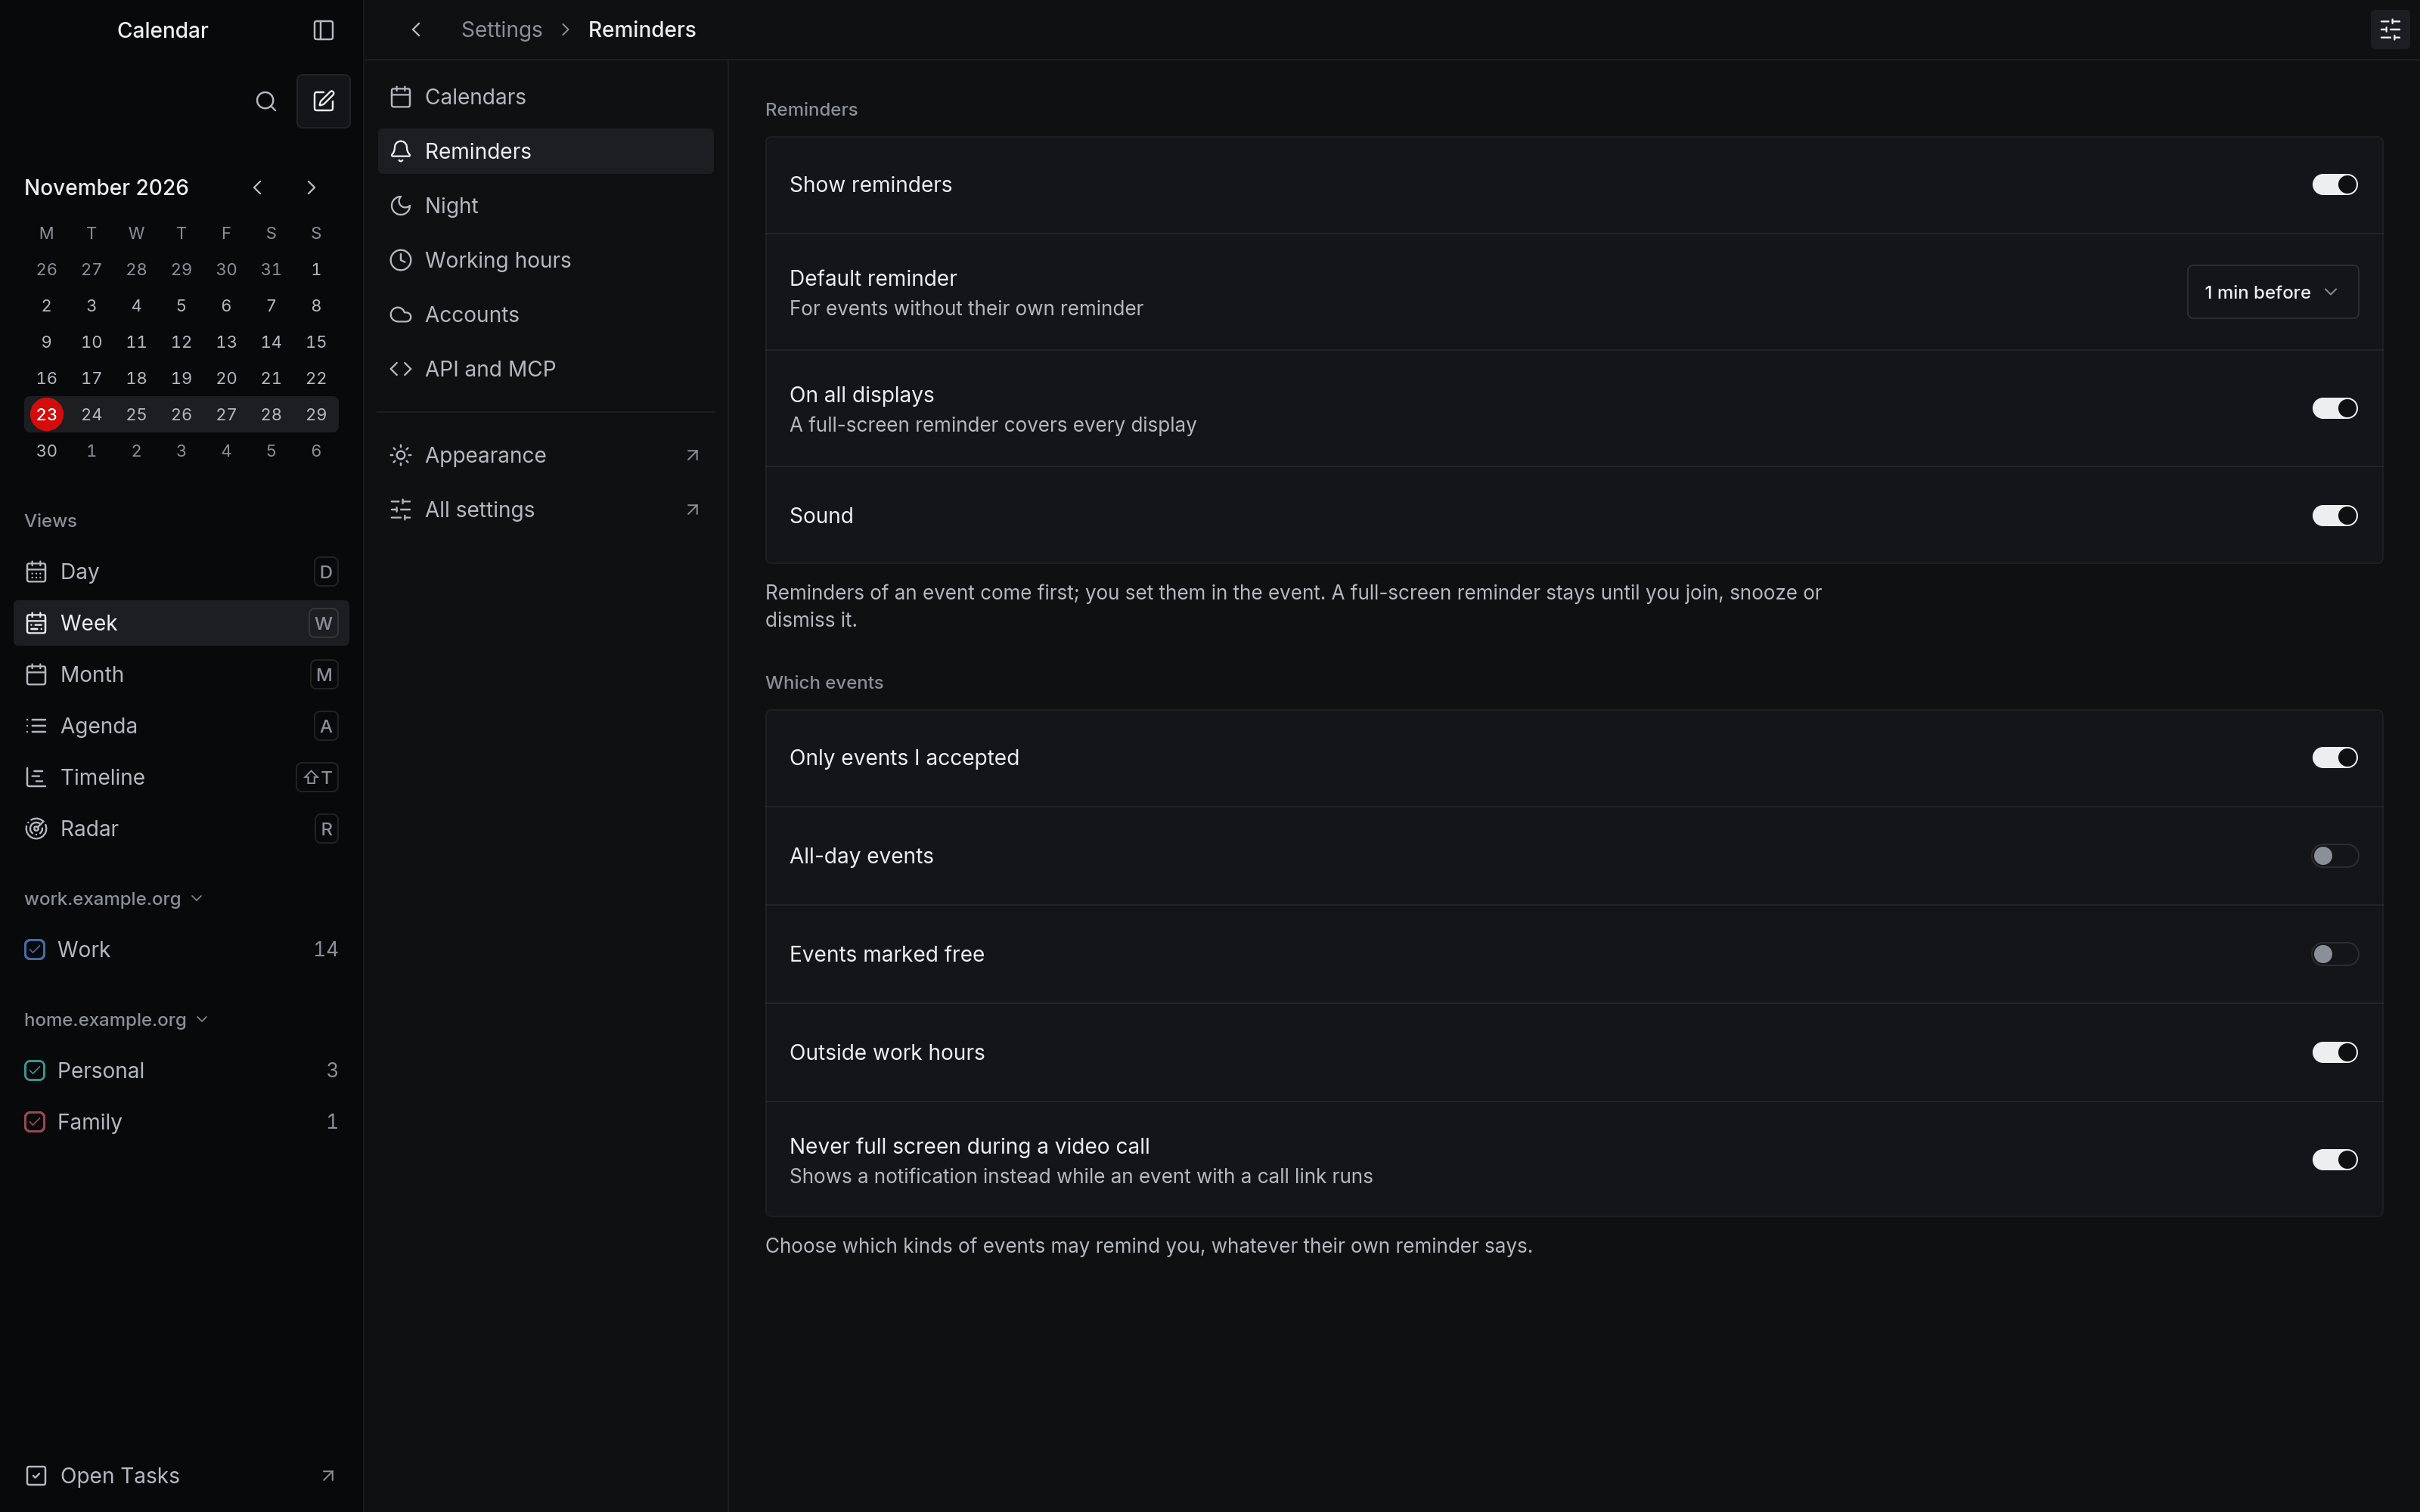 Calendar
Settings
Reminders
November 2026
M T W T F S S
26 27 28 29 30 31 1
2 3 4 5 6 7 8
9 10 11 12 13 14 15
16 17 18 19 20 21 22
23 24 25 26 27 28 29
30 1 2 3 4 5 6
Views
Day D
Week W
Month M
Agenda A
Timeline ⇧T
Radar R
work.example.org
Work 14
home.example.org
Personal 3
Family 1
Open Tasks
Calendars
Reminders
Night
Working hours
Accounts
API and MCP
Appearance
All settings
Reminders
Show reminders
Default reminder
For events without their own reminder
1 min before
On all displays
A full-screen reminder covers every display
Sound
Reminders of an event come first; you set them in the event. A full-screen reminder stays until you join, snooze or
dismiss it.
Which events
Only events I accepted
All-day events
Events marked free
Outside work hours
Never full screen during a video call
Shows a notification instead while an event with a call link runs
Choose which kinds of events may remind you, whatever their own reminder says.